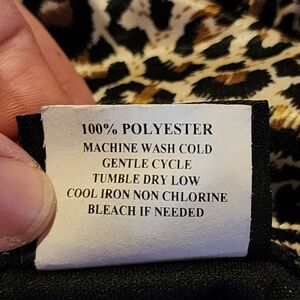 100% POLYESTER
MACHINE WASH COLD
GENTLE CYCLE
TUMBLE DRY LOW
COOL IRON NON CHLORINE
BLEACH IF NEEDED